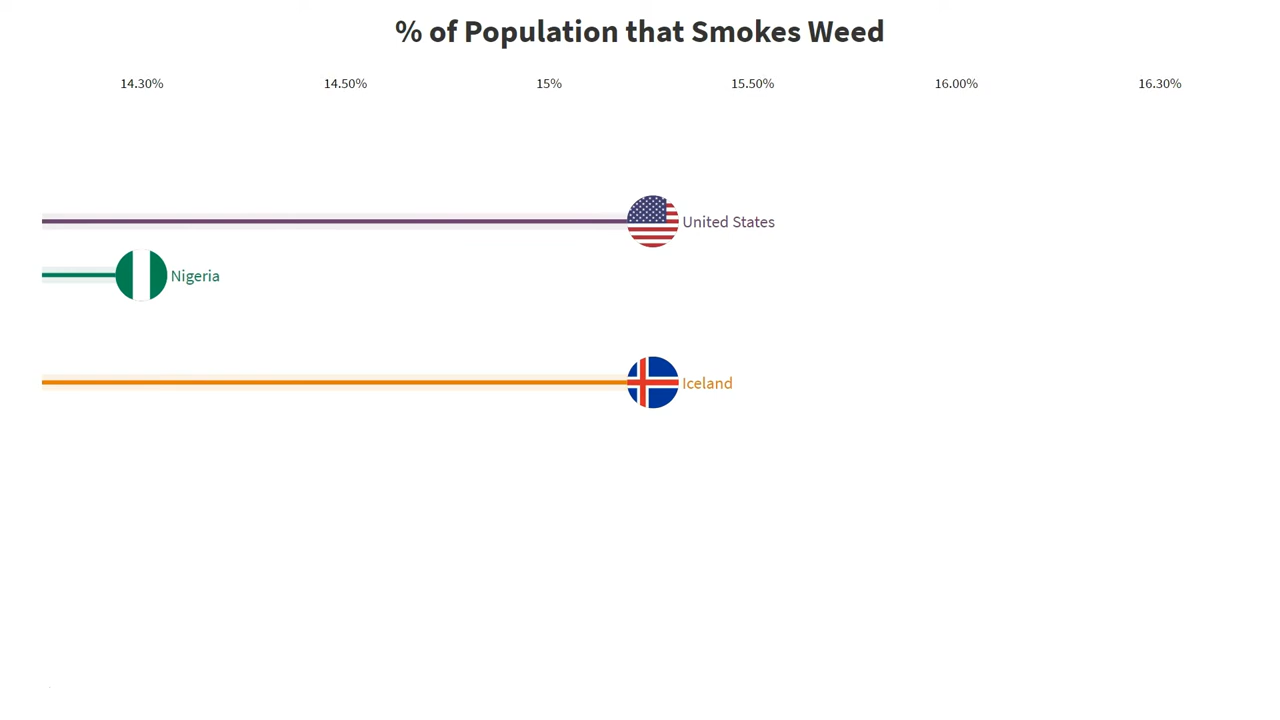 % of Population that Smokes Weed
14.30% 14.50% 15% 15.50% 16.00% 16.30%
United States
Nigeria
Iceland